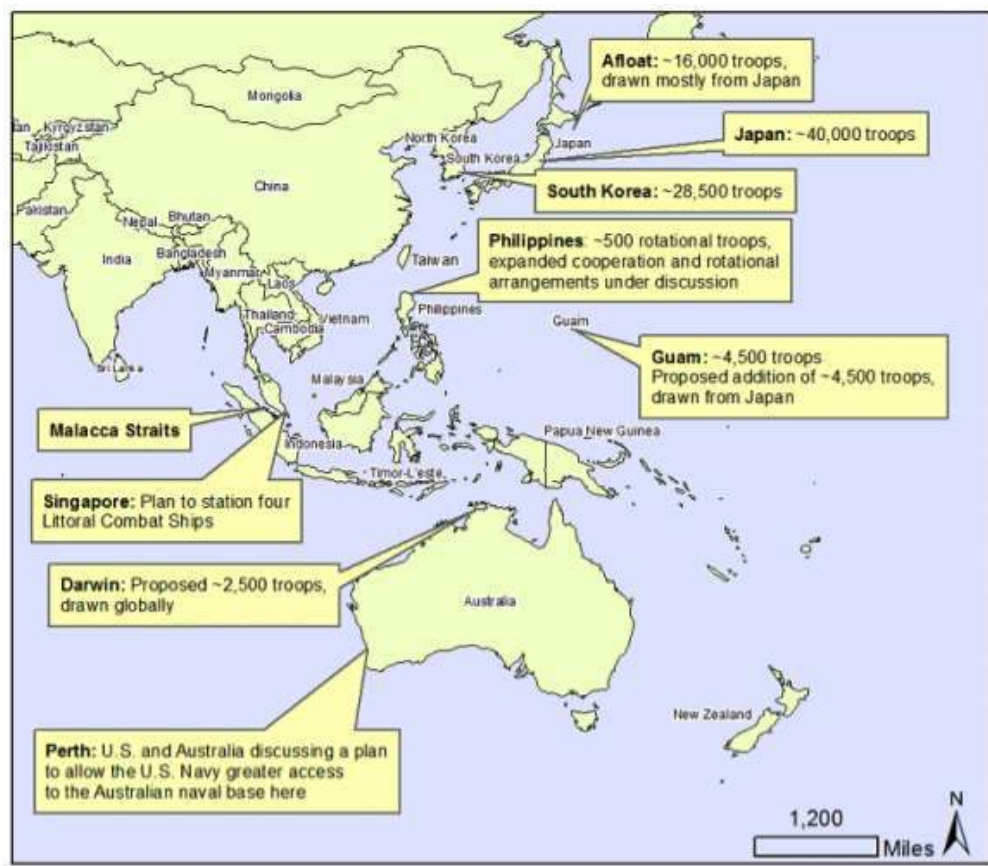 Afloat: ~16,000 troops,
drawn mostly from Japan
Mongolia
Kyrgyzstan
Tajikistan
North Korea
Japan
Japan: ~40,000 troops
South Korea
South Korea: ~28,500 troops
China
Pakistan
Nepal
Bhutan
India
Bangladesh
Myanmar
Laos
Taiwan
Philippines: ~500 rotational troops,
expanded cooperation and rotational
arrangements under discussion
Thailand
Vietnam
Cambodia
Philippines
Guam
Sri Lanka
Malaysia
Guam: ~4,500 troops
Proposed addition of ~4,500 troops,
drawn from Japan
Malacca Straits
Indonesia
Papua New Guinea
Timor-L'este
Singapore: Plan to station four
Littoral Combat Ships
Darwin: Proposed ~2,500 troops,
drawn globally
Australia
New Zealand
Perth: U.S. and Australia discussing a plan
to allow the U.S. Navy greater access
to the Australian naval base here
N
1,200
Miles